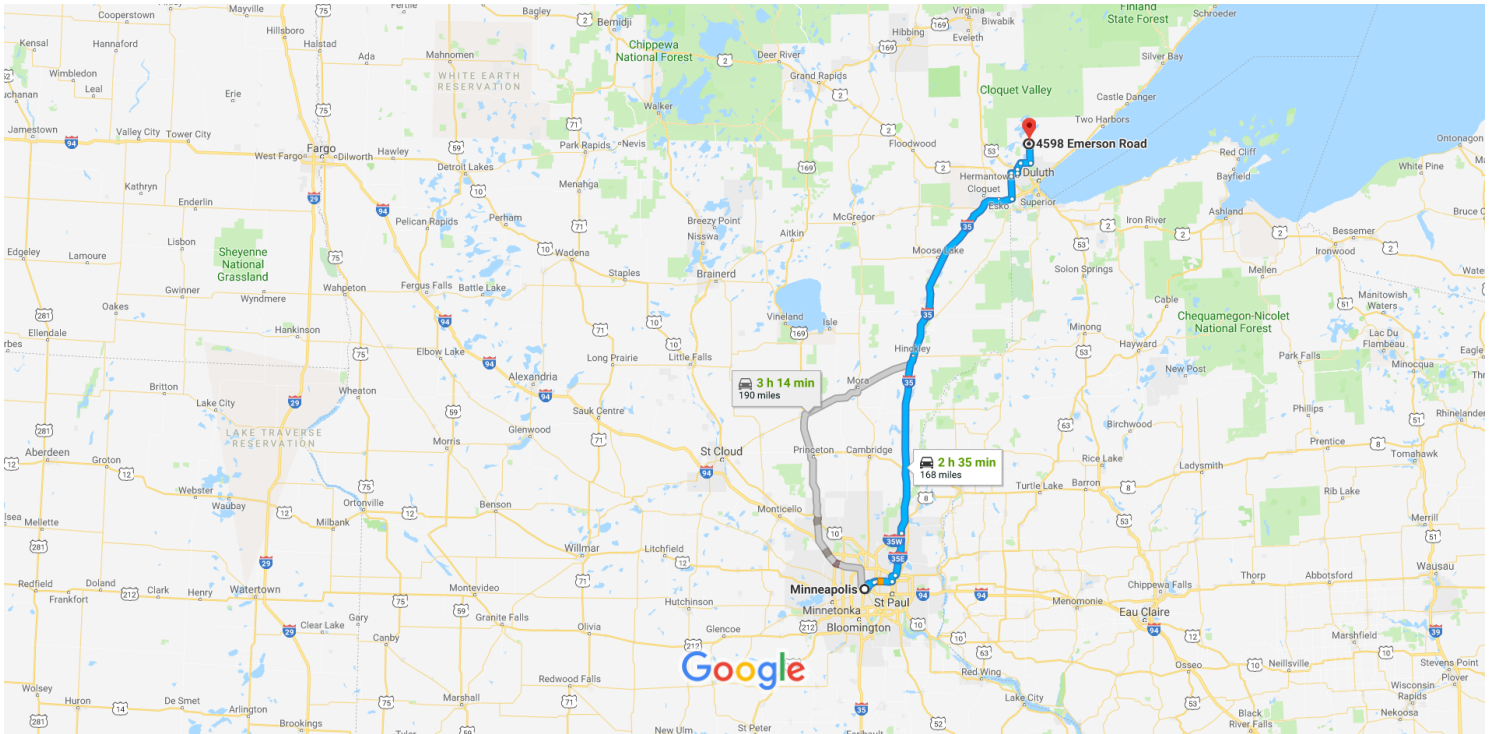 Hillsboro
Mayville
Fertile
Bagley
Bemidji
Virginia
Biwabik
Finland
State Forest
Schroeder
Kensal
Hannaford
Halstad
Ada
Mahnomen
Chippewa
National Forest
Deer River
Hibbing
Eveleth
Silver Bay
Wimbledon
Leal
Erie
WHITE EARTH
RESERVATION
Grand Rapids
Cloquet Valley
Castle Danger
Two Harbors
Jamestown
Valley City
Tower City
West Fargo
Fargo
Dilworth
Hawley
Detroit Lakes
Walker
Park Rapids
Nevis
Floodwood
4598 Emerson Road
Ontonagon
Kathryn
Enderlin
Menahga
Hermantown
Duluth
Cloquet
Esko
Superior
Red Cliff
Bayfield
White Pine
Pelican Rapids
Perham
Breezy Point
Nisswa
McGregor
Aitkin
Iron River
Ashland
Bruce C
Edgeley
Lamoure
Lisbon
Sheyenne
National
Grassland
Wadena
Moose Lake
Bessemer
Ironwood
Gwinner
Wyndmere
Wahpeton
Fergus Falls
Battle Lake
Staples
Brainerd
Solon Springs
Mellen
Oakes
Ellendale
Hankinson
Vineland
Isle
Cable
Chequamegon-Nicolet
National Forest
Manitowish
Waters
Lac Du
Flambeau
Elbow Lake
Long Prairie
Little Falls
Hinckley
Minong
Hayward
New Post
Park Falls
Eagle
Minocqua
Britton
Wheaton
Alexandria
3 h 14 min
190 miles
Mora
Lake City
LAKE TRAVERSE
RESERVATION
Morris
Glenwood
Sauk Centre
Birchwood
Phillips
Rhinelander
Aberdeen
Groton
St Cloud
Princeton
Cambridge
Prentice
Tomahawk
2 h 35 min
168 miles
Rice Lake
Ladysmith
Webster
Waubay
Ortonville
Benson
Monticello
Turtle Lake
Barron
Rib Lake
Mellette
Milbank
Merrill
Willmar
Litchfield
35W
35E
Redfield
Doland
Clark
Henry
Frankfort
Watertown
Montevideo
Minneapolis
St Paul
Minnetonka
Bloomington
Menomonie
Chippewa Falls
Eau Claire
Thorp
Abbotsford
Wausau
Clear Lake
Gary
Canby
Granite Falls
Olivia
Hutchinson
Glencoe
Marshfield
Google
Redwood Falls
Red Wing
Osseo
Neillsville
Stevens Point
Plover
Wolsey
Huron
De Smet
Arlington
Brookings
Marshall
New Ulm
St Peter
Faribault
Lake City
Black
River Falls
Wisconsin
Rapids
Nekoosa